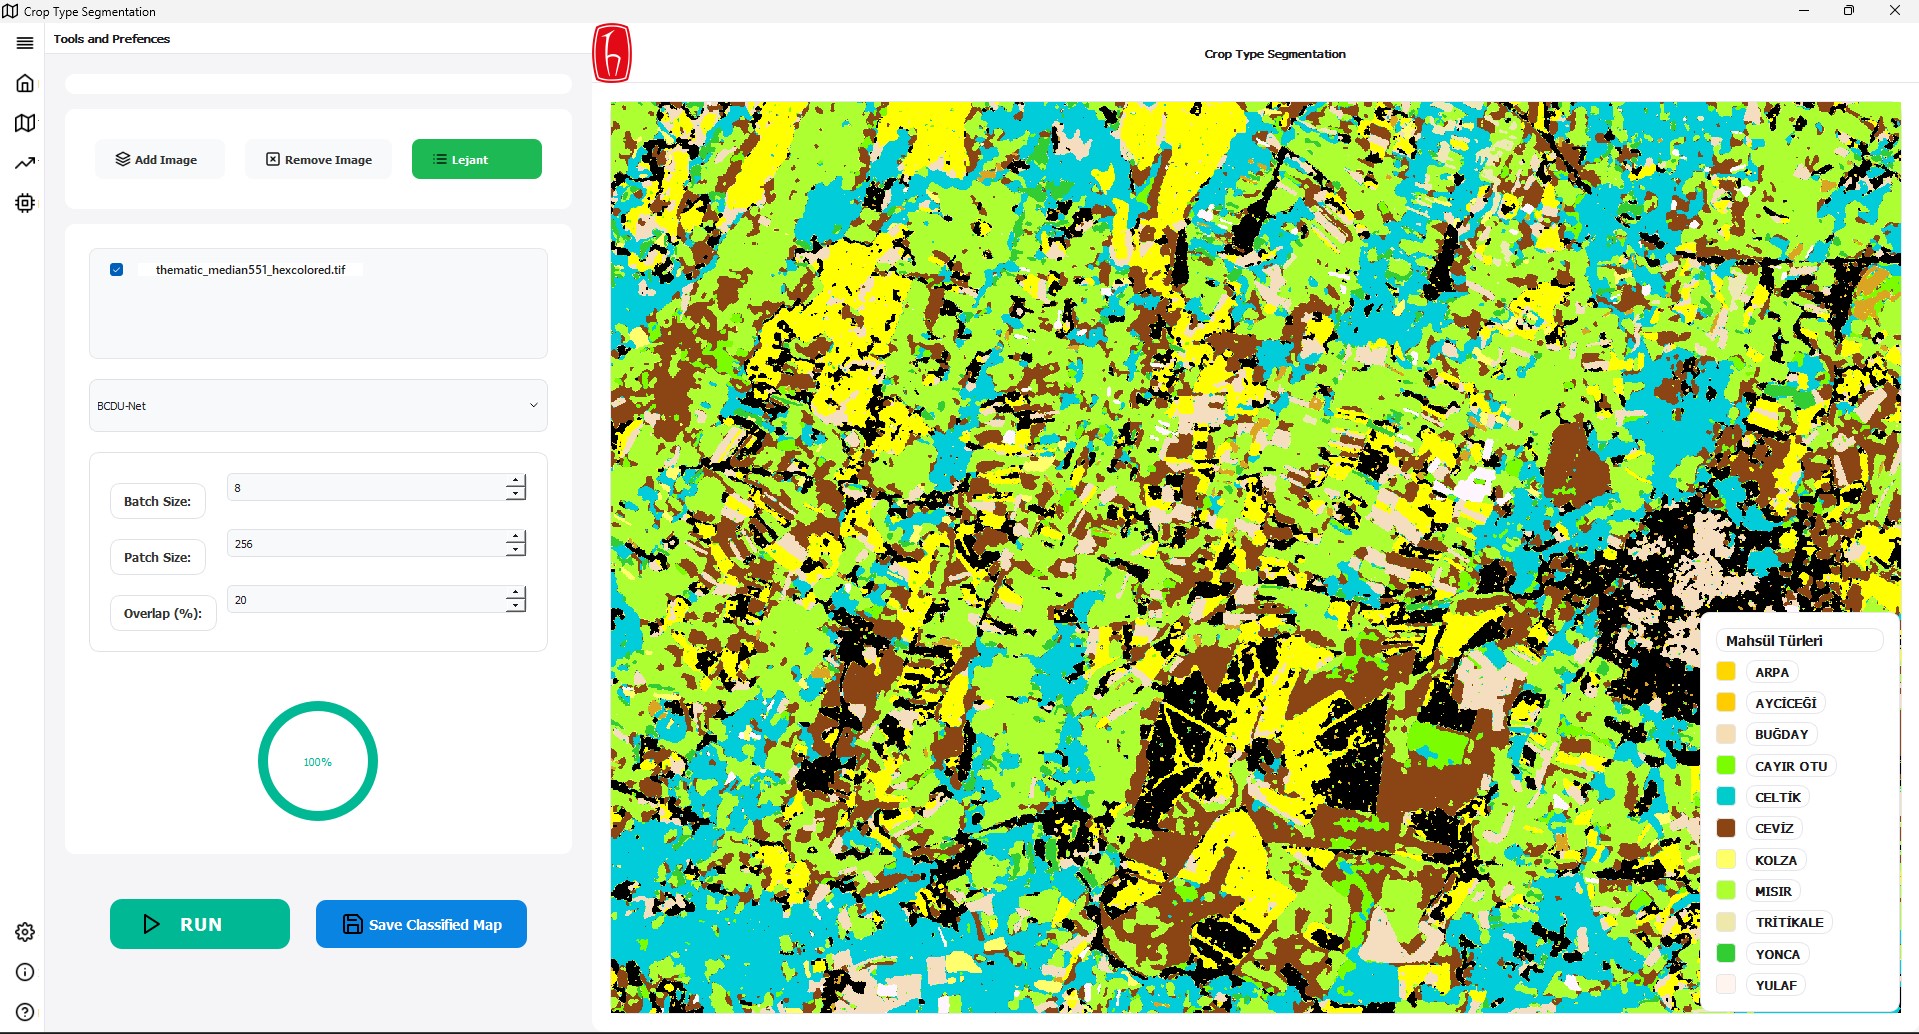 Crop Type Segmentation
Tools and Prefences
Crop Type Segmentation
Add Image
Remove Image
Lejant
thematic_median551_hexcolored.tif
BCDU-Net
Batch Size:
8
Patch Size:
256
Overlap (%):
20
100%
RUN
Save Classified Map
Mahsül Türleri
ARPA
AYCİCEĞİ
BUĞDAY
CAYIR OTU
CELTİK
CEVİZ
KOLZA
MISIR
TRİTİKALE
YONCA
YULAF